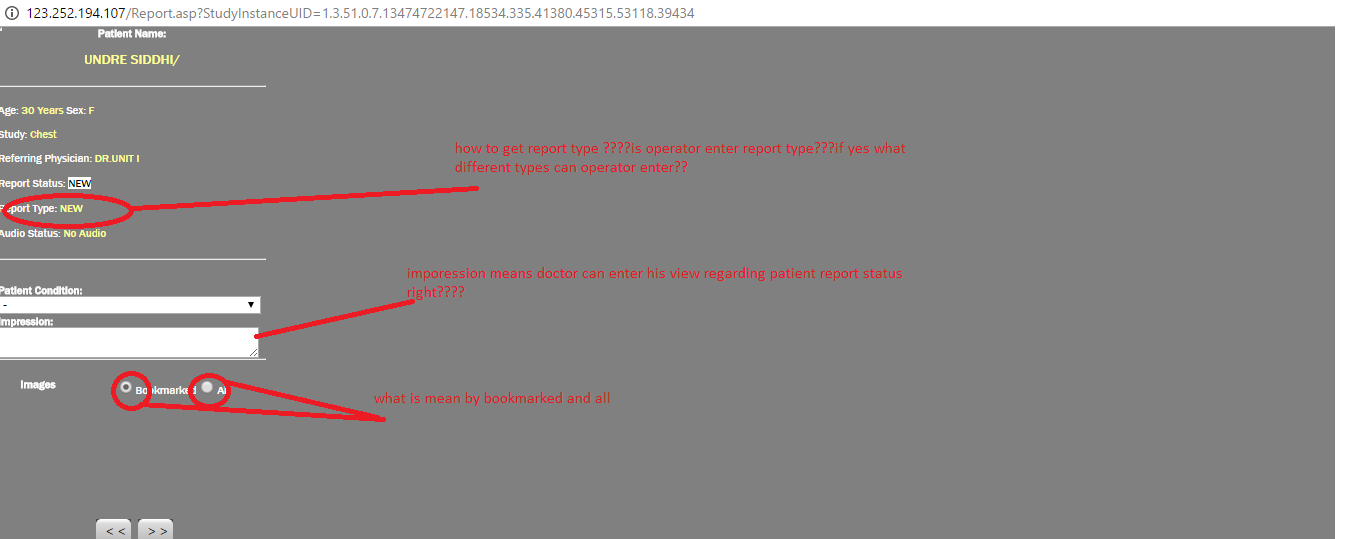 123.252.194.107/Report.asp?StudyInstanceUID=1.3.51.0.7.13474722147.18534.335.41380.45315.53118.39434
Patient Name:
UNDRE SIDDHI/
Age: 30 Years Sex: F
Study: Chest
Referring Physician: DR.UNIT I
Report Status: NEW
Report Type: NEW
Audio Status: No Audio
how to get report type ????is operator enter report type???if yes what
different types can operator enter??
Patient Condition:
-
Impression:
imporession means doctor can enter his view regarding patient report status
right????
Images Bookmarked All
what is mean by bookmarked and all
< < > >